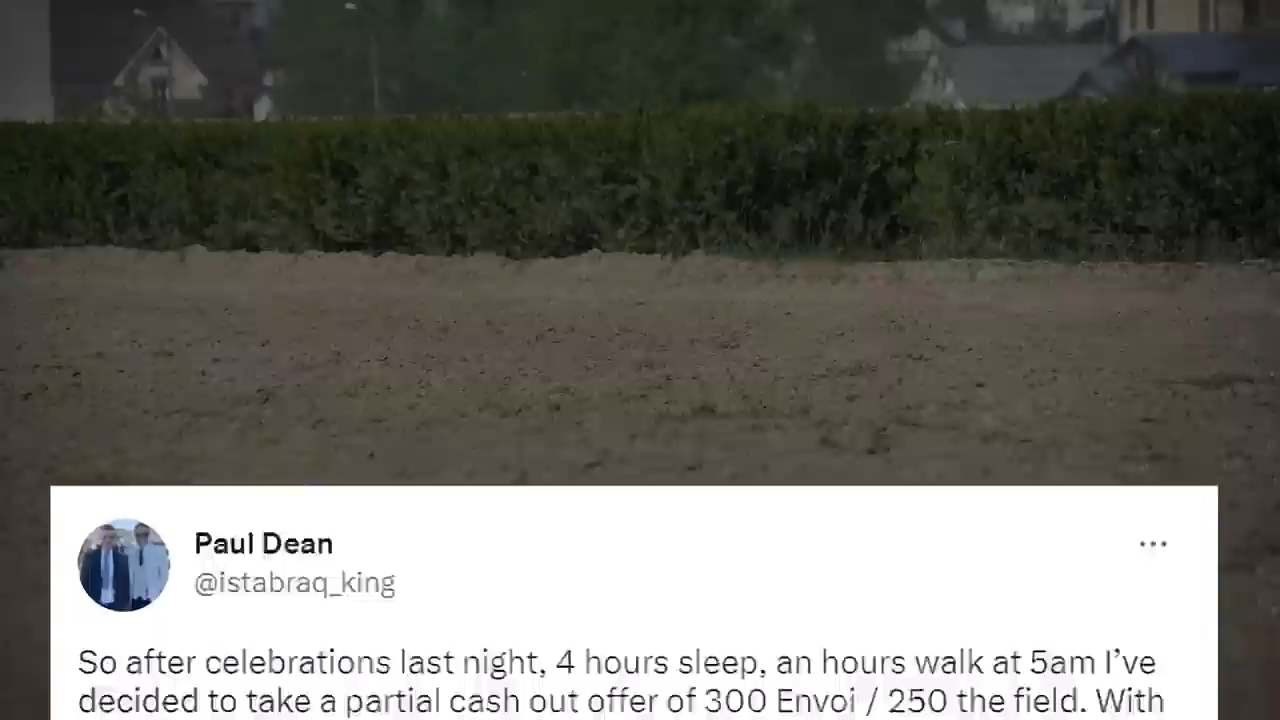 Paul Dean
@istabraq_king
So after celebrations last night, 4 hours sleep, an hours walk at 5am I’ve
decided to take a partial cash out offer of 300 Envoi / 250 the field. With